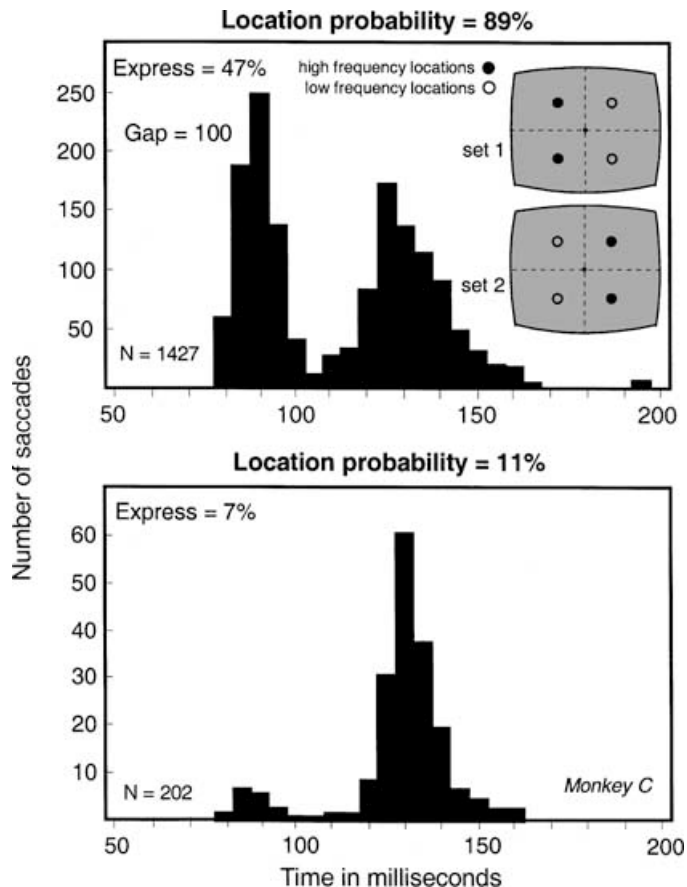 Location probability = 89%
Express = 47%
high frequency locations
low frequency locations
Gap = 100
set 1
set 2
N = 1427
250
200
150
100
50
50 100 150 200
Number of saccades
Location probability = 11%
Express = 7%
60
50
40
30
20
10
N = 202
Monkey C
50 100 150 200
Time in milliseconds